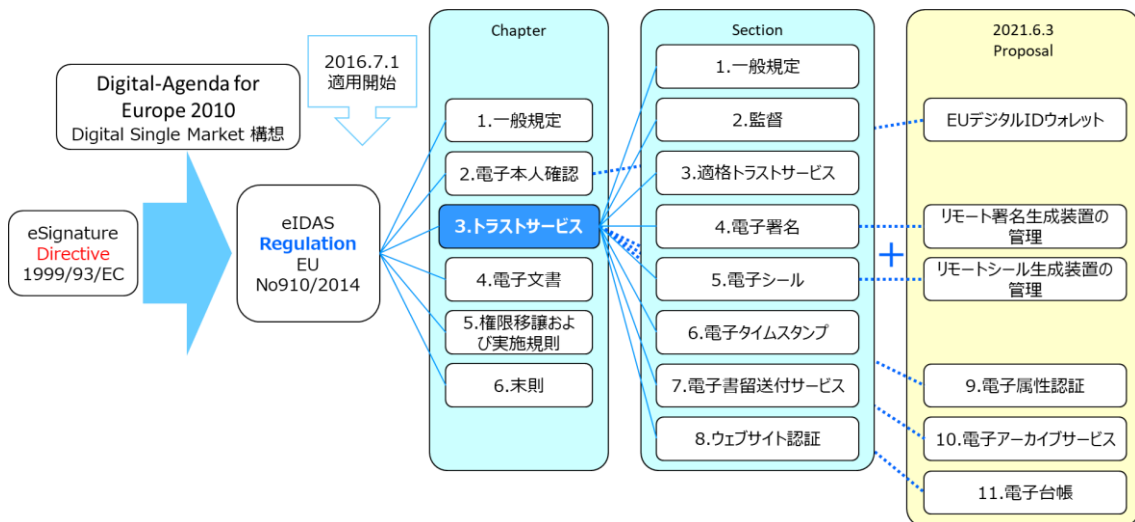 Digital-Agenda for
Europe 2010
Digital Single Market 構想
2016.7.1
適用開始
eSignature
Directive
1999/93/EC
eIDAS
Regulation
EU
No910/2014
Chapter
1.一般規定
2.電子本人確認
3.トラストサービス
4.電子文書
5.権限移譲およ
び実施規則
6.末則
Section
1.一般規定
2.監督
3.適格トラストサービス
4.電子署名
5.電子シール
6.電子タイムスタンプ
7.電子書留送付サービス
8.ウェブサイト認証
+
2021.6.3
Proposal
EUデジタルIDウォレット
リモート署名生成装置の
管理
リモートシール生成装置の
管理
9.電子属性認証
10.電子アーカイブサービス
11.電子台帳